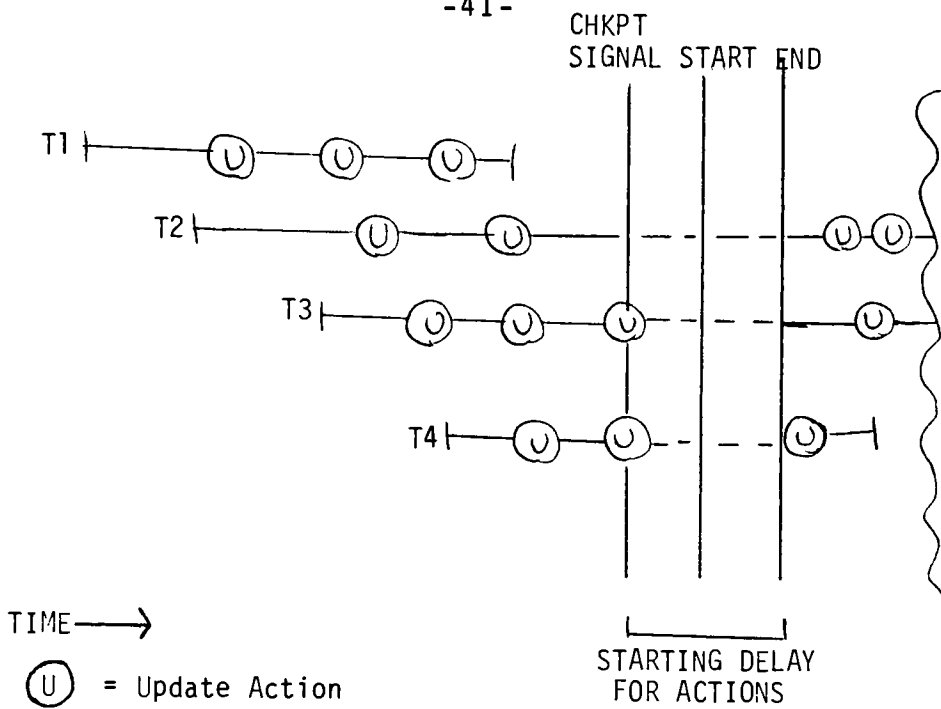 -41-
CHKPT
SIGNAL START END
T1 U U U
T2 U U U U
T3 U U U U
T4 U U U
TIME
U = Update Action
STARTING DELAY
FOR ACTIONS